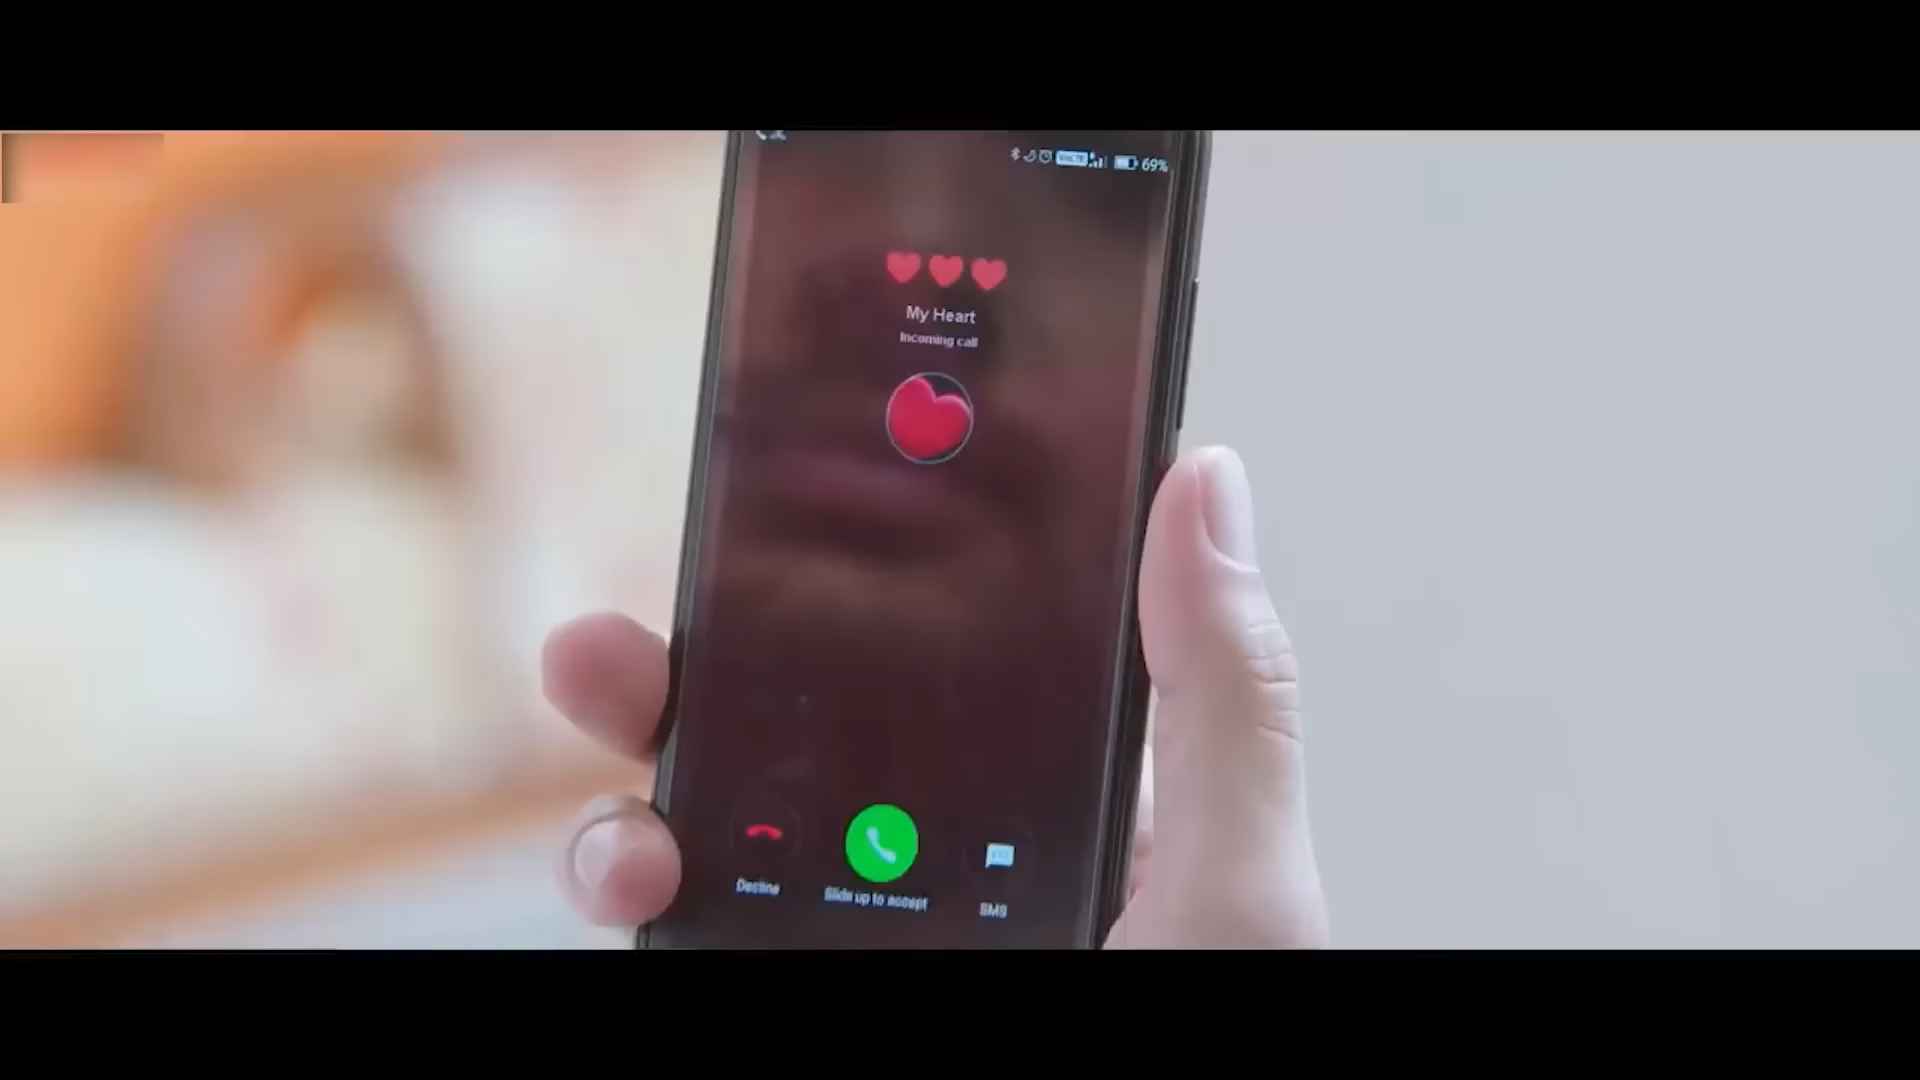 69%
My Heart
Incoming call
Decline
Slide up to accept
SMS